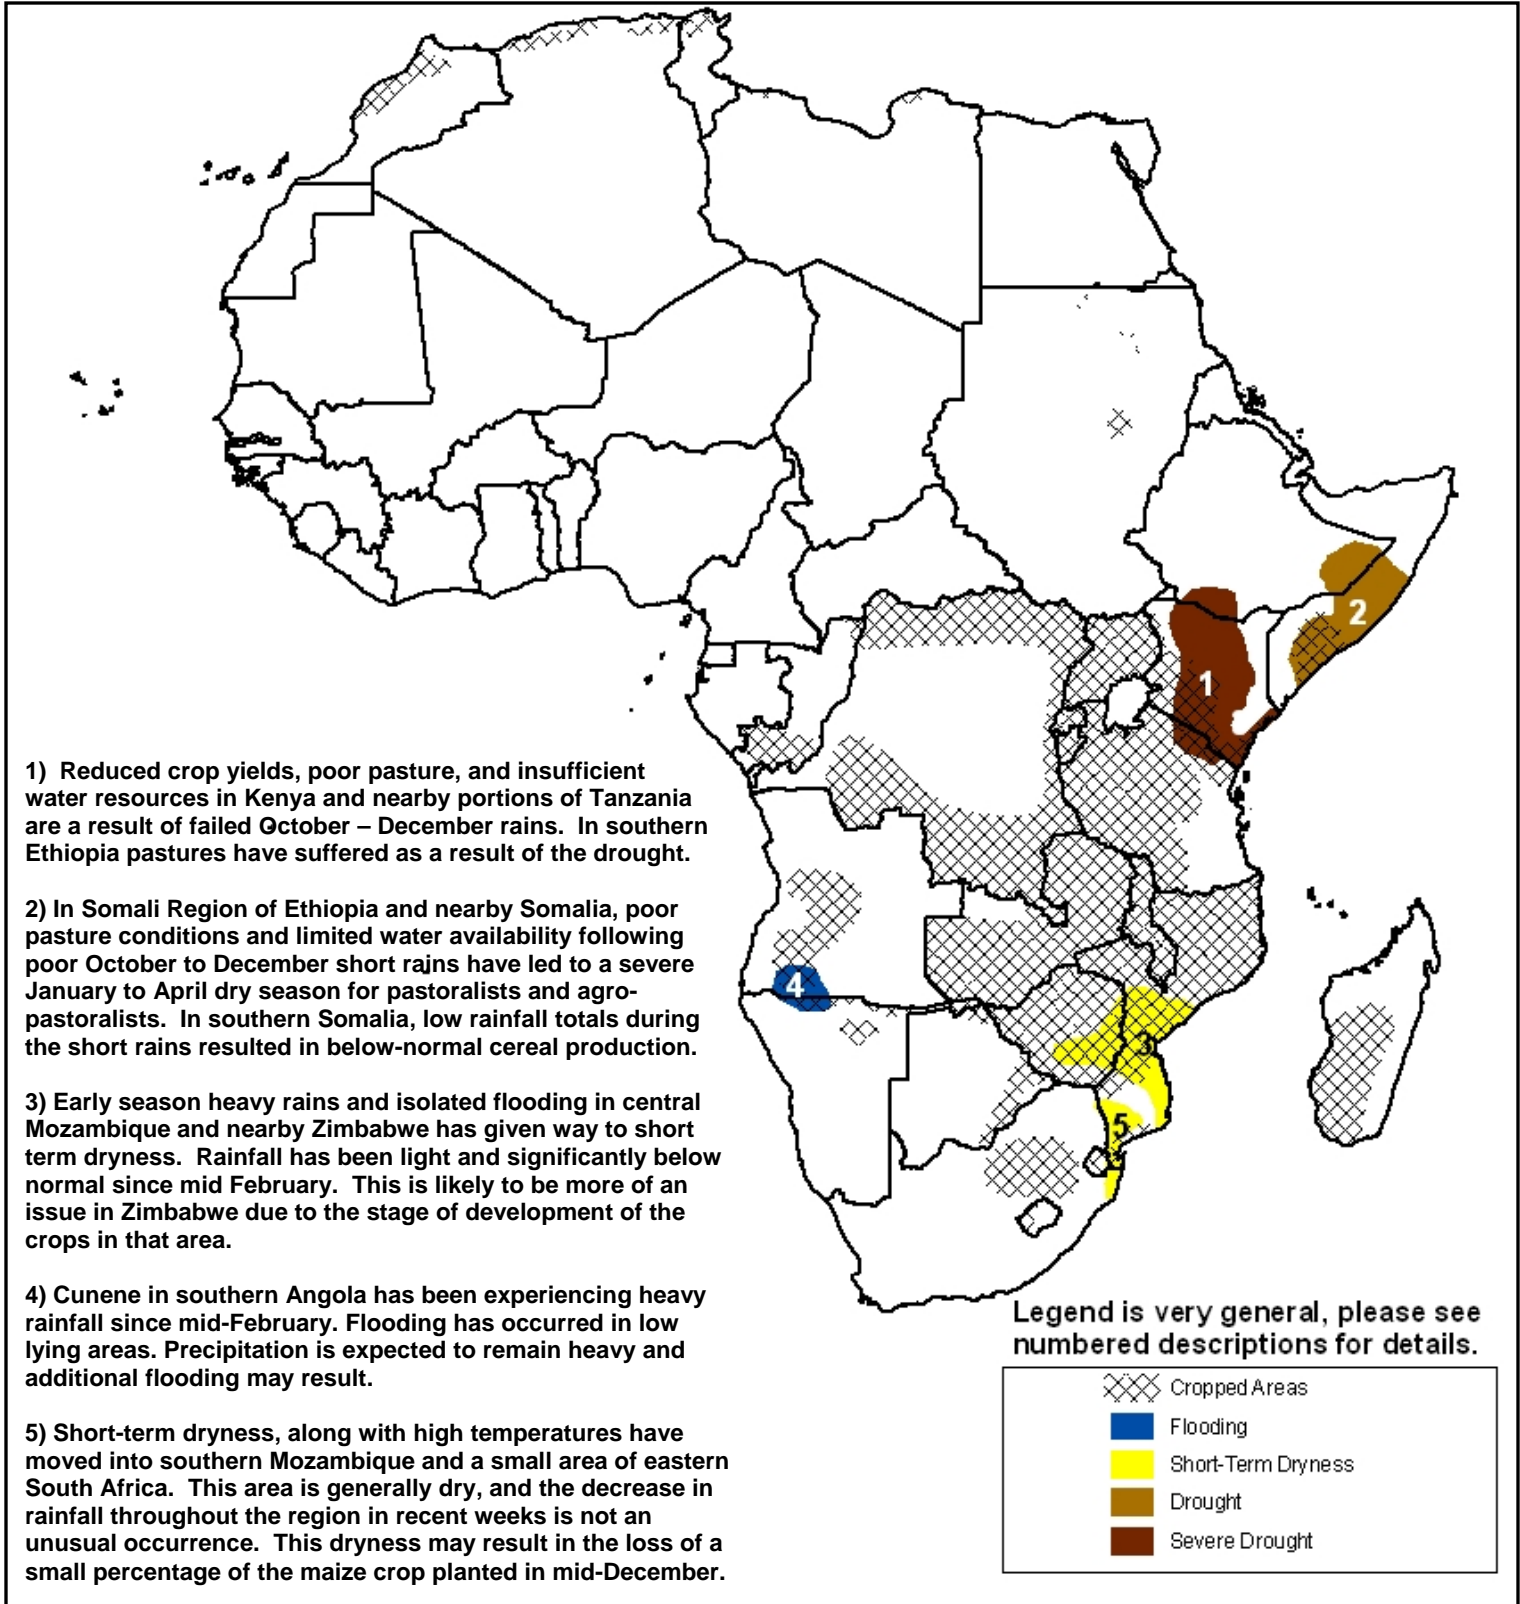 1)  Reduced crop yields, poor pasture, and insufficient
water resources in Kenya and nearby portions of Tanzania
are a result of failed October – December rains.  In southern
Ethiopia pastures have suffered as a result of the drought.
2) In Somali Region of Ethiopia and nearby Somalia, poor
pasture conditions and limited water availability following
poor October to December short rains have led to a severe
January to April dry season for pastoralists and agro-
pastoralists.  In southern Somalia, low rainfall totals during
the short rains resulted in below-normal cereal production.
3) Early season heavy rains and isolated flooding in central
Mozambique and nearby Zimbabwe has given way to short
term dryness.  Rainfall has been light and significantly below
normal since mid February.  This is likely to be more of an
issue in Zimbabwe due to the stage of development of the
crops in that area.
4) Cunene in southern Angola has been experiencing heavy
rainfall since mid-February. Flooding has occurred in low
lying areas. Precipitation is expected to remain heavy and
additional flooding may result.
5) Short-term dryness, along with high temperatures have
moved into southern Mozambique and a small area of eastern
South Africa.  This area is generally dry, and the decrease in
rainfall throughout the region in recent weeks is not an
unusual occurrence.  This dryness may result in the loss of a
small percentage of the maize crop planted in mid-December.
2
1
4
3
5
Legend is very general, please see
numbered descriptions for details.
Cropped Areas
Flooding
Short-Term Dryness
Drought
Severe Drought